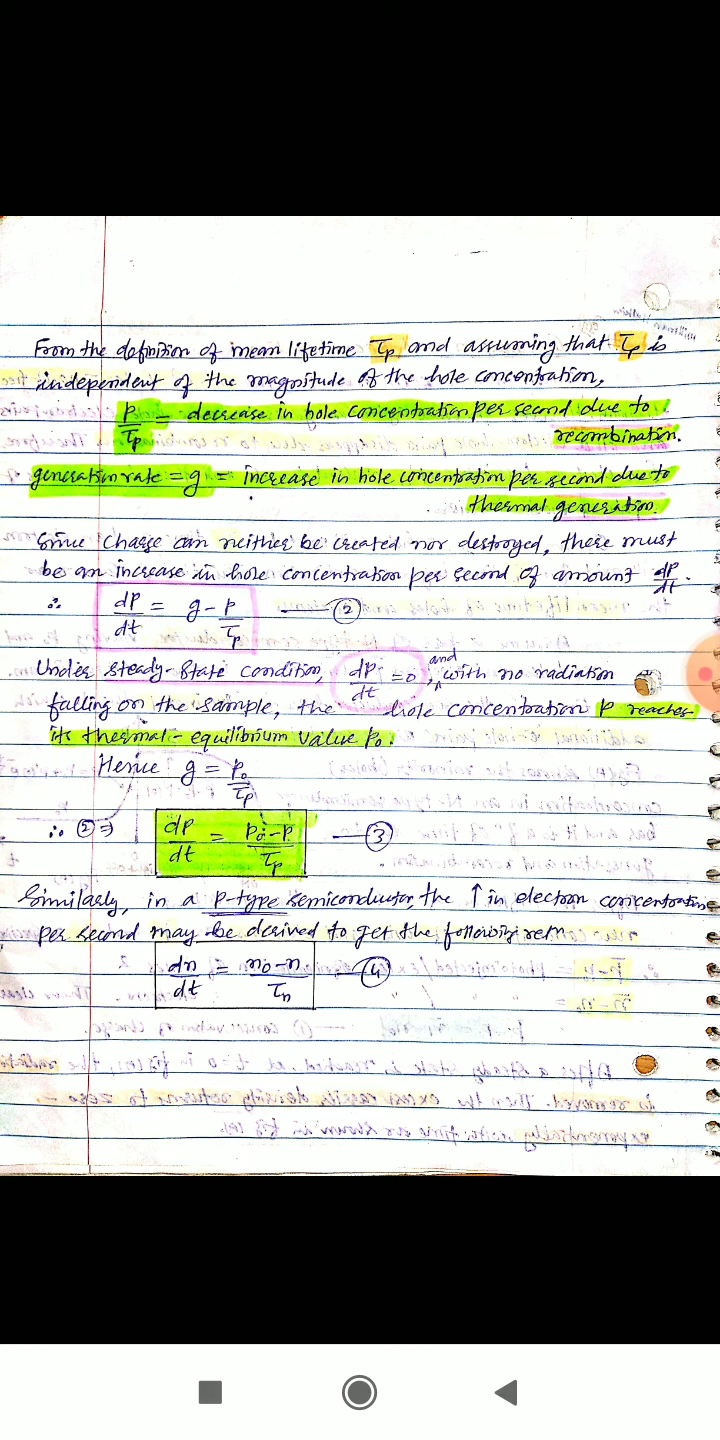 From the definition of mean lifetime τp and assuming that τp is
independent of the magnitude of the hole concentration,
p/τp = decrease in hole concentration per second due to
recombination.
generation rate = g = increase in hole concentration per second due to
thermal generation.
Since charge can neither be created nor destroyed, there must
be an increase in hole concentration per second of amount dp/dt.
∴ dp/dt = g - p/τp —— ②
Under steady-state condition, dp/dt = 0, and with no radiation
falling on the sample, the hole concentration p reaches
its thermal-equilibrium value p₀.
Hence g = p₀/τp
∴ ② ⇒ dp/dt = p₀-p/τp —— ③
Similarly, in a p-type semiconductor, the ↑ in electron concentration
per second may be derived to get the following reln
dn/dt = n₀-n/τn —— ④